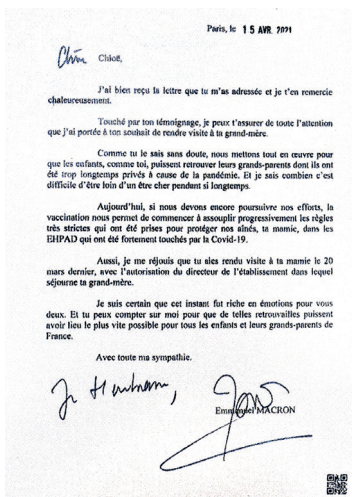 Paris, le 15 AVR. 2021
Chère Chloë,
J'ai bien reçu la lettre que tu m'as adressée et je t'en remercie
chaleureusement.
Touché par ton témoignage, je peux t'assurer de toute l'attention
que j'ai portée à ton souhait de rendre visite à ta grand-mère.
Comme tu le sais sans doute, nous mettons tout en œuvre pour
que les enfants, comme toi, puissent retrouver leurs grands-parents dont ils ont
été trop longtemps privés à cause de la pandémie. Et je sais combien c'est
difficile d'être loin d'un être cher pendant si longtemps.
Aujourd'hui, si nous devons encore poursuivre nos efforts, la
vaccination nous permet de commencer à assouplir progressivement les règles
très strictes qui ont été prises pour protéger nos aînés, ta mamie, dans les
EHPAD qui ont été fortement touchés par la Covid-19.
Aussi, je me réjouis que tu aies rendu visite à ta mamie le 20
mars dernier, avec l'autorisation du directeur de l'établissement dans lequel
séjourne ta grand-mère.
Je suis certain que cet instant fut riche en émotions pour vous
deux. Et tu peux compter sur moi pour que de telles retrouvailles puissent
avoir lieu le plus vite possible pour tous les enfants et leurs grands-parents de
France.
Avec toute ma sympathie.
Emmanuel MACRON